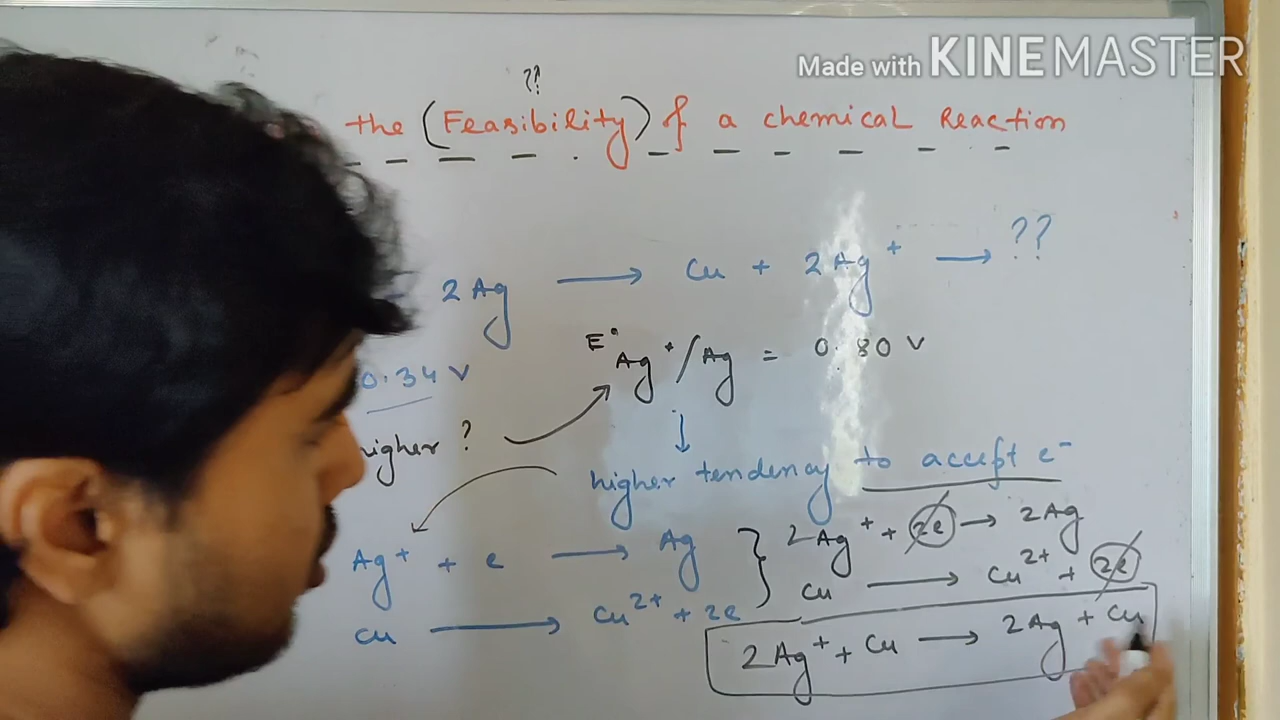 Made with KINEMASTER
??
the (Feasibility) of a chemical Reaction
2Ag ⟶ Cu + 2Ag⁺ ⟶ ??
E° Ag⁺/Ag = 0.80 V
0.34 V
higher ?
↓
higher tendency to accept e⁻
Ag⁺ + e ⟶ Ag } 2Ag⁺ + 2e ⟶ 2Ag
Cu ⟶ Cu²⁺ + 2e
Cu ⟶ Cu²⁺ + 2e
2Ag⁺ + Cu ⟶ 2Ag + Cu